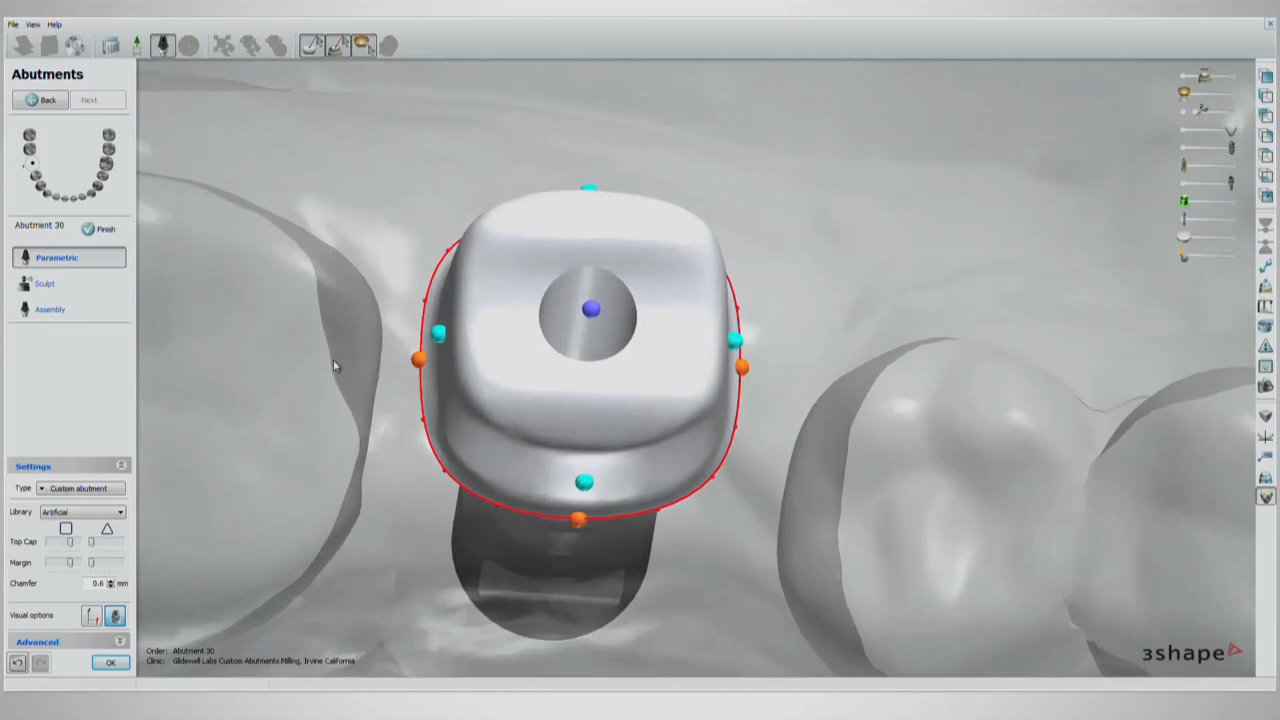 File View Help
Abutments
Back Next
Abutment 30 Finish
Parametric
Sculpt
Assembly
Settings
Type Custom abutment
Library Artificial
Top Cap
Margin
Chamfer 0.6 mm
Visual options
Advanced
OK
Order: Abutment 30
Clinic: Glidewell Labs Custom Abutments Milling, Irvine California
3shape